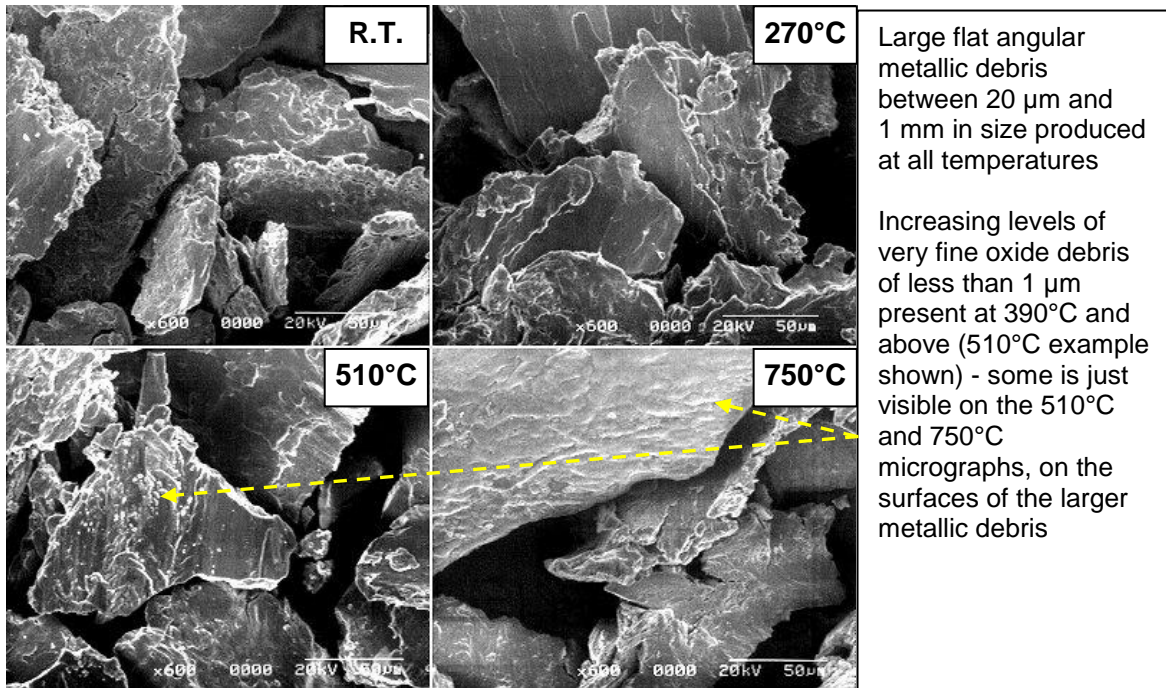 R.T.
x600 0000 20kV 50µm
270°C
x600 0000 20kV 50µm
510°C
x600 0000 20kV 50µm
750°C
x600 0000 20kV 50µm
Large flat angular
metallic debris
between 20 µm and
1 mm in size produced
at all temperatures
Increasing levels of
very fine oxide debris
of less than 1 µm
present at 390°C and
above (510°C example
shown) - some is just
visible on the 510°C
and 750°C
micrographs, on the
surfaces of the larger
metallic debris